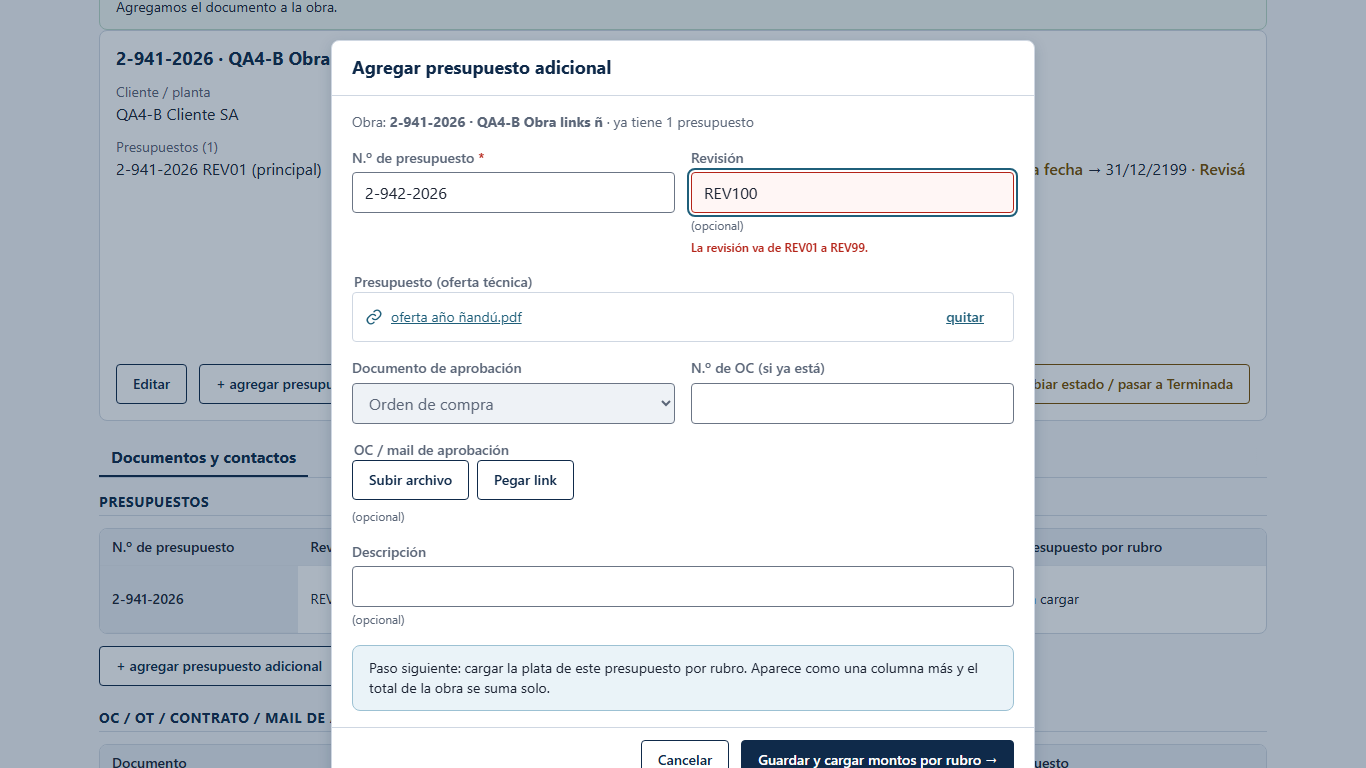 Agregamos el documento a la obra.
2-941-2026 · QA4-B Obra
Cliente / planta
QA4-B Cliente SA
Presupuestos (1)
2-941-2026 REV01 (principal)
fecha → 31/12/2199 · Revisá
Editar
+ agregar
Terminada
estado / pasar a
Agregar presupuesto adicional
Obra: 2-941-2026 · QA4-B Obra links ñ · ya tiene 1 presupuesto
N.º de presupuesto *
Revisión
2-942-2026
REV100
(opcional)
La revisión va de REV01 a REV99.
Presupuesto (oferta técnica)
oferta año ñandú.pdf
quitar
Documento de aprobación
N.º de OC (si ya está)
Orden de compra
OC / mail de aprobación
Subir archivo
Pegar link
(opcional)
Descripción
(opcional)
Paso siguiente: cargar la plata de este presupuesto por rubro. Aparece como una columna más y el
total de la obra se suma solo.
Cancelar
Guardar y cargar montos por rubro →
Documentos y contactos
PRESUPUESTOS
N.º de presupuesto
por rubro
2-941-2026
cargar
+ agregar presupuesto adicional
OC / OT / CONTRATO / MAIL DE
Documento